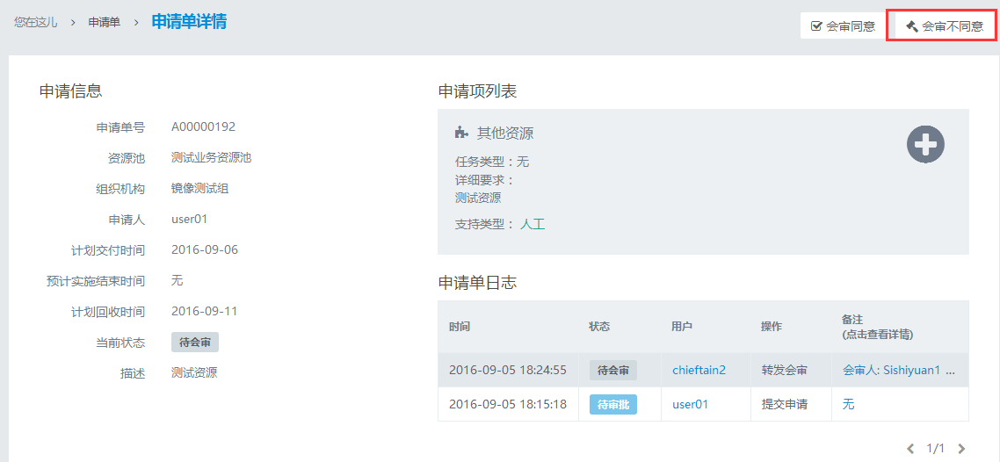 您在这儿 > 申请单 > 申请单详情
会审同意 会审不同意
申请信息
申请单号 A00000192
资源池 测试业务资源池
组织机构 镜像测试组
申请人 user01
计划交付时间 2016-09-06
预计实施结束时间 无
计划回收时间 2016-09-11
当前状态 待会审
描述 测试资源
申请项列表
其他资源
任务类型：无
详细要求：
测试资源
支持类型： 人工
申请单日志
时间 状态 用户 操作 备注
(点击查看详情)
2016-09-05 18:24:55 待会审 chieftain2 转发会审 会审人: Sishiyuan1 ...
2016-09-05 18:15:18 待审批 user01 提交申请 无
1/1